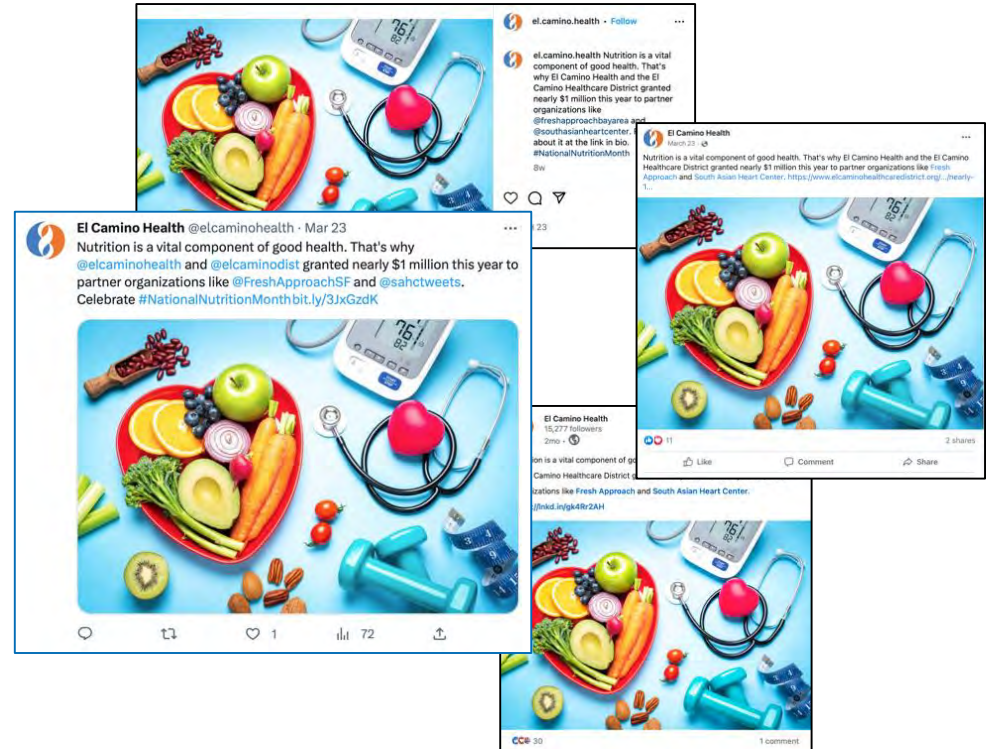 el.camino.health • Follow
el.camino.health Nutrition is a vital
component of good health. That's
why El Camino Health and the El
Camino Healthcare District granted
nearly $1 million this year to partner
organizations like
@freshapproachbayarea and
@southasianheartcenter.
about it at the link in bio.
#NationalNutritionMonth
8w
23
El Camino Health
March 23 ·
Nutrition is a vital component of good health. That's why El Camino Health and the El Camino
Healthcare District granted nearly $1 million this year to partner organizations like Fresh
Approach and South Asian Heart Center. https://www.elcaminohealthcaredistrict.org/.../nearly-
1...
11
2 shares
Like
Comment
Share
El Camino Health @elcaminohealth · Mar 23
Nutrition is a vital component of good health. That's why
@elcaminohealth and @elcaminodist granted nearly $1 million this year to
partner organizations like @FreshApproachSF and @sahctweets.
Celebrate #NationalNutritionMonth bit.ly/3JxGzdK
1
72
El Camino Health
15,277 followers
2mo •
is a vital component of
Camino Healthcare District
like Fresh Approach and South Asian Heart Center.
//lnkd.in/gk4Rr2AH
30
1 comment